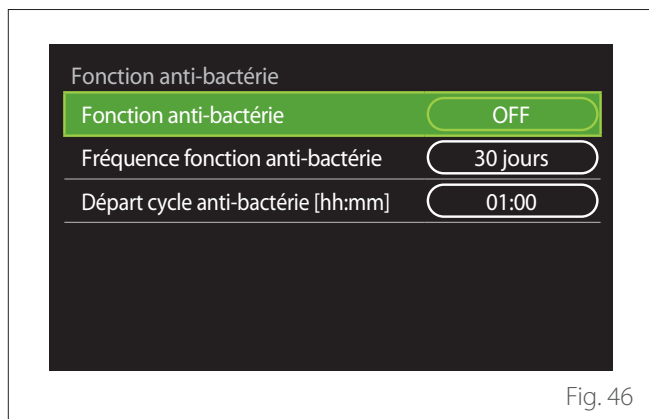 Fonction anti-bactérie
Fonction anti-bactérie OFF
Fréquence fonction anti-bactérie 30 jours
Départ cycle anti-bactérie [hh:mm] 01:00
Fig. 46